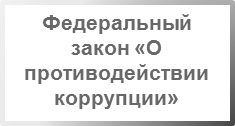 Федеральный
закон «О
противодействии
коррупции»